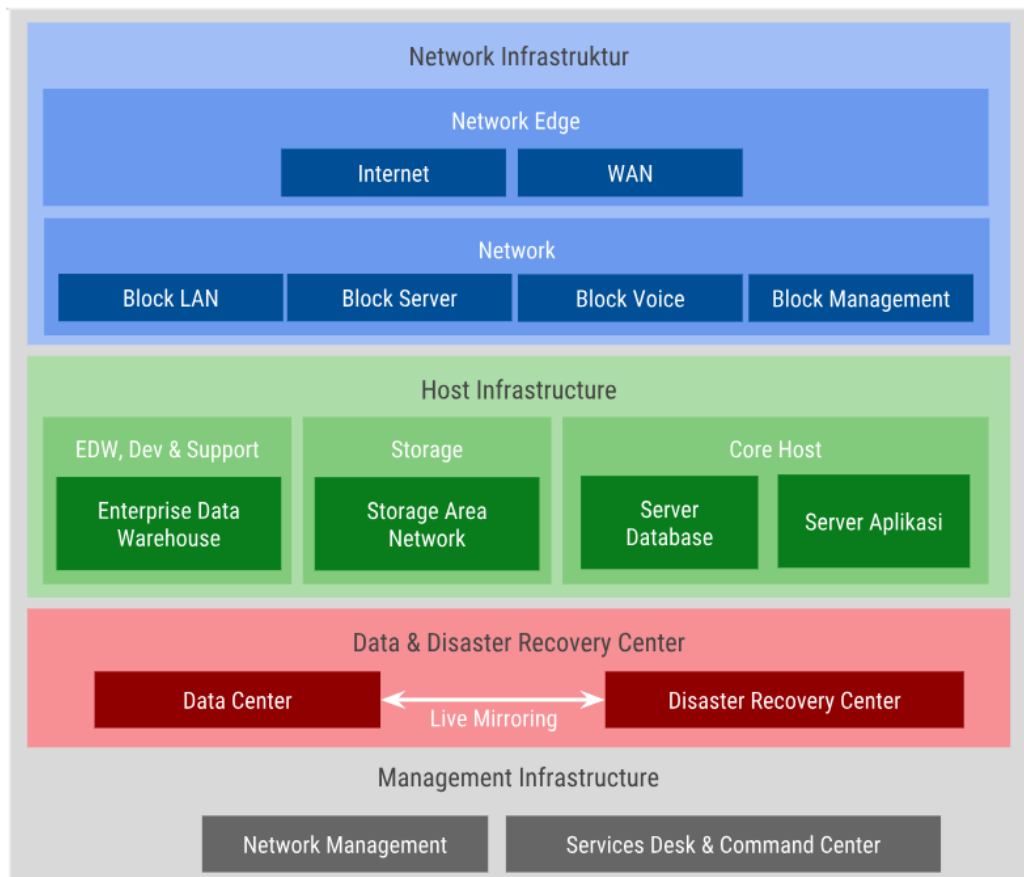 Network Infrastruktur
Network Edge
Internet
WAN
Network
Block LAN
Block Server
Block Voice
Block Management
Host Infrastructure
EDW, Dev & Support
Enterprise Data
Warehouse
Storage
Storage Area
Network
Core Host
Server
Database
Server Aplikasi
Data & Disaster Recovery Center
Data Center
Live Mirroring
Disaster Recovery Center
Management Infrastructure
Network Management
Services Desk & Command Center